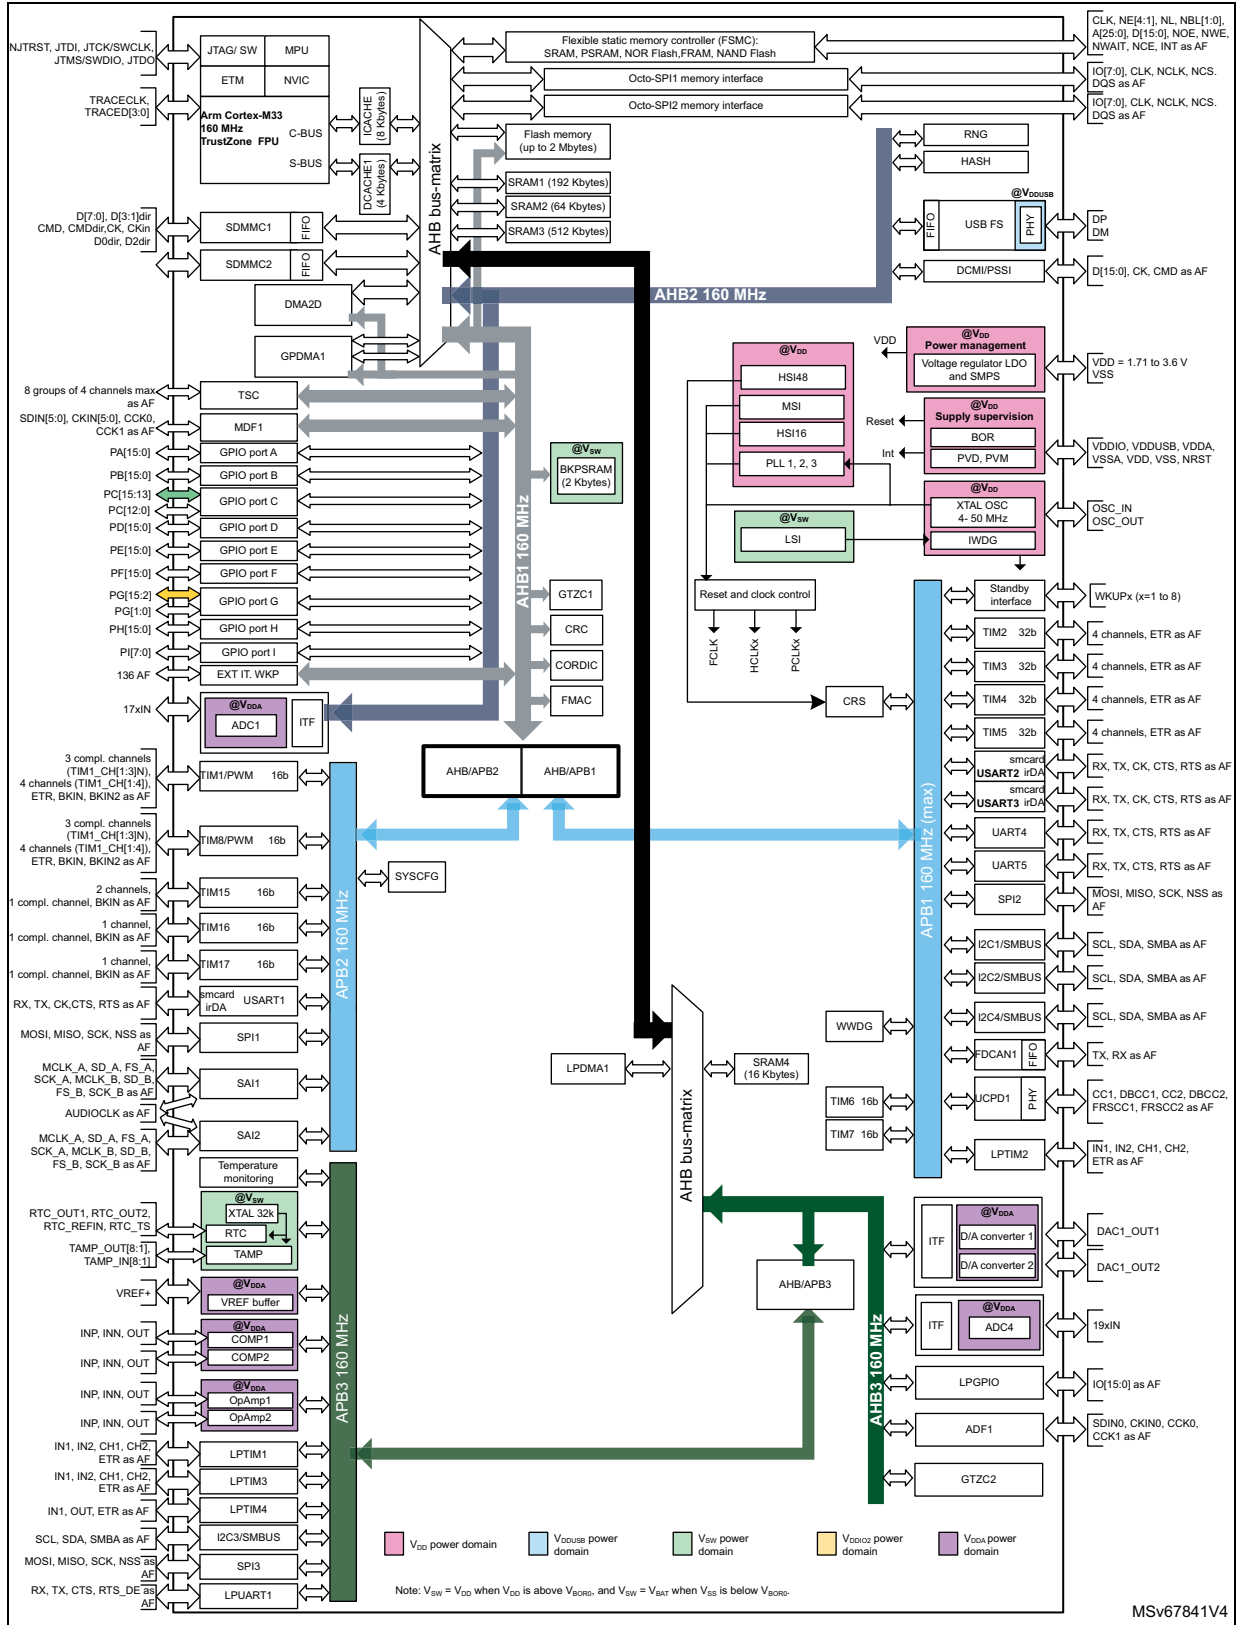 NJTRST, JTDI, JTCK/SWCLK,
JTMS/SWDIO, JTDO
TRACECLK,
TRACED[3:0]
JTAG/ SW
MPU
ETM
NVIC
Arm Cortex-M33
160 MHz
TrustZone FPU
C-BUS
S-BUS
ICACHE
(8 Kbytes)
DCACHE1
(4 Kbytes)
AHB bus-matrix
Flexible static memory controller (FSMC):
SRAM, PSRAM, NOR Flash,FRAM, NAND Flash
Octo-SPI1 memory interface
Octo-SPI2 memory interface
CLK, NE[4:1], NL, NBL[1:0],
A[25:0], D[15:0], NOE, NWE,
NWAIT, NCE, INT as AF
IO[7:0], CLK, NCLK, NCS.
DQS as AF
IO[7:0], CLK, NCLK, NCS.
DQS as AF
Flash memory
(up to 2 Mbytes)
SRAM1 (192 Kbytes)
SRAM2 (64 Kbytes)
SRAM3 (512 Kbytes)
RNG
HASH
@VDDUSB
FIFO
USB FS
PHY
DP
DM
DCMI/PSSI
D[15:0], CK, CMD as AF
AHB2 160 MHz
D[7:0], D[3:1]dir
CMD, CMDdir,CK, CKin
D0dir, D2dir
SDMMC1
FIFO
SDMMC2
FIFO
DMA2D
GPDMA1
8 groups of 4 channels max
as AF
TSC
SDIN[5:0], CKIN[5:0], CCK0,
CCK1 as AF
MDF1
PA[15:0]
GPIO port A
PB[15:0]
GPIO port B
PC[15:13]
PC[12:0]
GPIO port C
PD[15:0]
GPIO port D
PE[15:0]
GPIO port E
PF[15:0]
GPIO port F
PG[15:2]
PG[1:0]
GPIO port G
PH[15:0]
GPIO port H
PI[7:0]
GPIO port I
136 AF
EXT IT. WKP
17xIN
@VDDA
ADC1
ITF
AHB1 160 MHz
@VSW
BKPSRAM
(2 Kbytes)
GTZC1
CRC
CORDIC
FMAC
AHB/APB2
AHB/APB1
@VDD
HSI48
MSI
HSI16
PLL 1, 2, 3
@VSW
LSI
VDD
@VDD
Power management
Voltage regulator LDO
and SMPS
VDD = 1.71 to 3.6 V
VSS
@VDD
Supply supervision
Reset
BOR
Int
PVD, PVM
VDDIO, VDDUSB, VDDA,
VSSA, VDD, VSS, NRST
@VDD
XTAL OSC
4- 50 MHz
IWDG
OSC_IN
OSC_OUT
Reset and clock control
FCLK
HCLKx
PCLKx
CRS
Standby
interface
WKUPx (x=1 to 8)
TIM2 32b
4 channels, ETR as AF
TIM3 32b
4 channels, ETR as AF
TIM4 32b
4 channels, ETR as AF
TIM5 32b
4 channels, ETR as AF
smcard
USART2 irDA
RX, TX, CK, CTS, RTS as AF
smcard
USART3 irDA
RX, TX, CK, CTS, RTS as AF
UART4
RX, TX, CTS, RTS as AF
UART5
RX, TX, CTS, RTS as AF
SPI2
MOSI, MISO, SCK, NSS as
AF
I2C1/SMBUS
SCL, SDA, SMBA as AF
I2C2/SMBUS
SCL, SDA, SMBA as AF
I2C4/SMBUS
SCL, SDA, SMBA as AF
FDCAN1
FIFO
TX, RX as AF
UCPD1
PHY
CC1, DBCC1, CC2, DBCC2,
FRSCC1, FRSCC2 as AF
LPTIM2
IN1, IN2, CH1, CH2,
ETR as AF
APB1 160 MHz (max)
WWDG
TIM6 16b
TIM7 16b
3 compl. channels
(TIM1_CH[1:3]N),
4 channels (TIM1_CH[1:4]),
ETR, BKIN, BKIN2 as AF
TIM1/PWM 16b
3 compl. channels
(TIM1_CH[1:3]N),
4 channels (TIM1_CH[1:4]),
ETR, BKIN, BKIN2 as AF
TIM8/PWM 16b
2 channels,
1 compl. channel, BKIN as AF
TIM15 16b
1 channel,
1 compl. channel, BKIN as AF
TIM16 16b
1 channel,
1 compl. channel, BKIN as AF
TIM17 16b
RX, TX, CK,CTS, RTS as AF
smcard
irDA
USART1
MOSI, MISO, SCK, NSS as
AF
SPI1
MCLK_A, SD_A, FS_A,
SCK_A, MCLK_B, SD_B,
FS_B, SCK_B as AF
SAI1
AUDIOCLK as AF
MCLK_A, SD_A, FS_A,
SCK_A, MCLK_B, SD_B,
FS_B, SCK_B as AF
SAI2
APB2 160 MHz
SYSCFG
LPDMA1
AHB bus-matrix
SRAM4
(16 Kbytes)
Temperature
monitoring
@VSW
XTAL 32k
RTC
TAMP
RTC_OUT1, RTC_OUT2,
RTC_REFIN, RTC_TS
TAMP_OUT[8:1],
TAMP_IN[8:1]
VREF+
@VDDA
VREF buffer
INP, INN, OUT
INP, INN, OUT
@VDDA
COMP1
COMP2
INP, INN, OUT
INP, INN, OUT
@VDDA
OpAmp1
OpAmp2
IN1, IN2, CH1, CH2,
ETR as AF
LPTIM1
IN1, IN2, CH1, CH2,
ETR as AF
LPTIM3
IN1, OUT, ETR as AF
LPTIM4
SCL, SDA, SMBA as AF
I2C3/SMBUS
MOSI, MISO, SCK, NSS as
AF
SPI3
RX, TX, CTS, RTS_DE as
AF
LPUART1
APB3 160 MHz
AHB/APB3
AHB3 160 MHz
ITF
@VDDA
D/A converter 1
D/A converter 2
DAC1_OUT1
DAC1_OUT2
ITF
@VDDA
ADC4
19xIN
LPGPIO
IO[15:0] as AF
ADF1
SDIN0, CKIN0, CCK0,
CCK1 as AF
GTZC2
VDD power domain
VDDUSB power
domain
VSW power
domain
VDDIO2 power
domain
VDDA power
domain
Note: VSW = VDD when VDD is above VBOR0, and VSW = VBAT when VSS is below VBOR0.
MSv67841V4